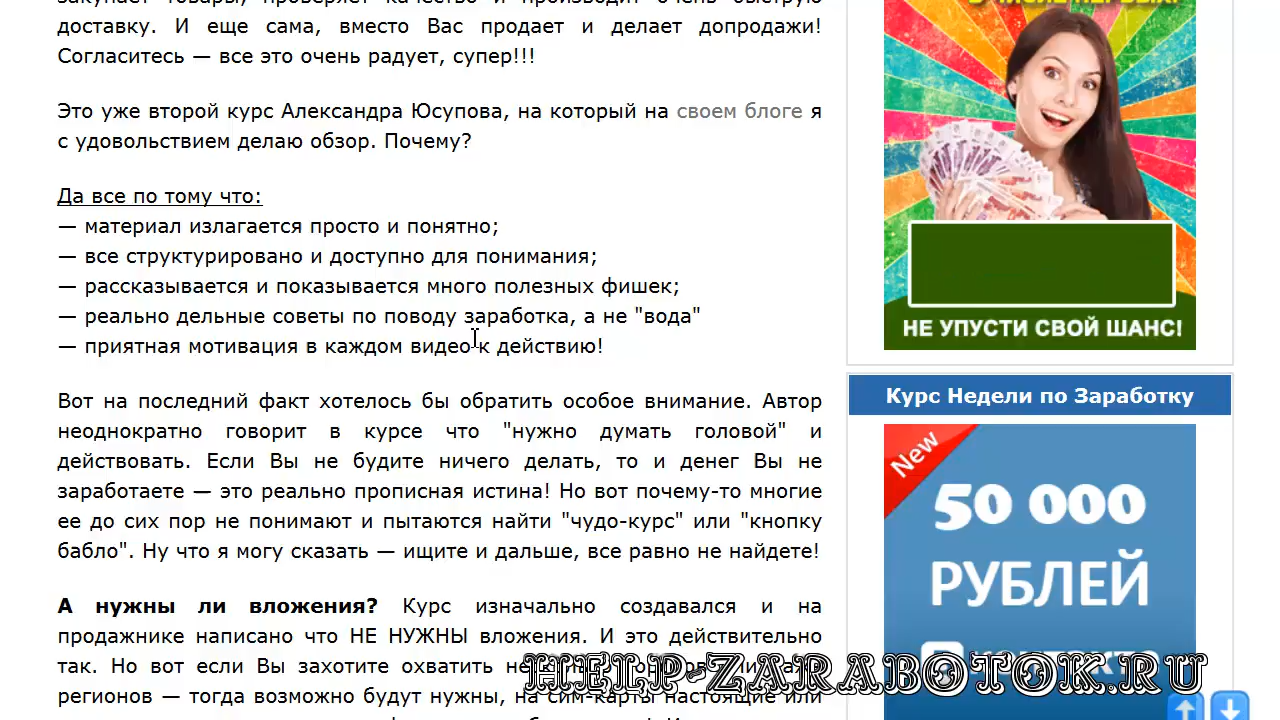 закупает товары, проверяет качество и производит очень быструю
доставку. И еще сама, вместо Вас продает и делает допродажи!
Согласитесь — все это очень радует, супер!!!
Это уже второй курс Александра Юсупова, на который на своем блоге я
с удовольствием делаю обзор. Почему?
Да все по тому что:
— материал излагается просто и понятно;
— все структурировано и доступно для понимания;
— рассказывается и показывается много полезных фишек;
— реально дельные советы по поводу заработка, а не "вода"
— приятная мотивация в каждом видео к действию!
Вот на последний факт хотелось бы обратить особое внимание. Автор
неоднократно говорит в курсе что "нужно думать головой" и
действовать. Если Вы не будите ничего делать, то и денег Вы не
заработаете — это реально прописная истина! Но вот почему-то многие
ее до сих пор не понимают и пытаются найти "чудо-курс" или "кнопку
бабло". Ну что я могу сказать — ищите и дальше, все равно не найдете!
А нужны ли вложения? Курс изначально создавался и на
продажнике написано что НЕ НУЖНЫ вложения. И это действительно
так. Но вот если Вы захотите охватить
регионов — тогда возможно будут нужны, на сим-карты настоящие или
В ЧИСЛЕ ПЕРВЫХ!
НЕ УПУСТИ СВОЙ ШАНС!
Курс Недели по Заработку
New
50 000
РУБЛЕЙ
HELP-ZARABOTOK.RU